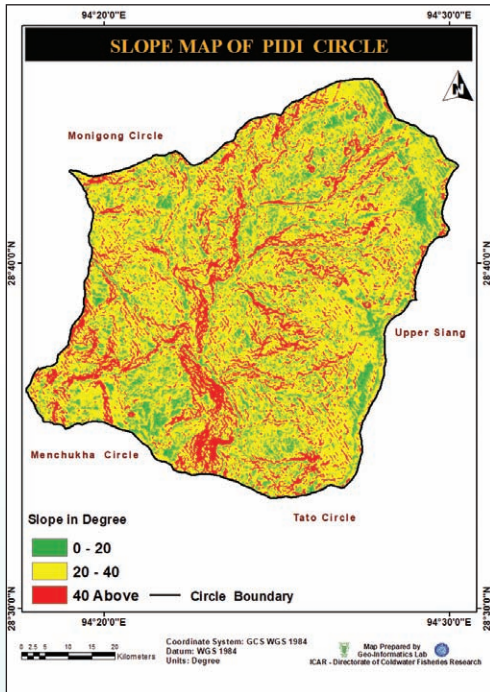 94°20'0"E 94°30'0"E
SLOPE MAP OF PIDI CIRCLE
N
Monigong Circle
28°40'0"N 28°40'0"N
Upper Siang
Menchukha Circle
Tato Circle
Slope in Degree
0 - 20
20 - 40
40 Above Circle Boundary
28°30'0"N 28°30'0"N
94°20'0"E 94°30'0"E
0 2.5 5 10 15 20
Kilometers
Coordinate System: GCS WGS 1984
Datum: WGS 1984
Units: Degree
Map Prepared by
Geo-Informatics Lab
ICAR - Directorate of Coldwater Fisheries Research